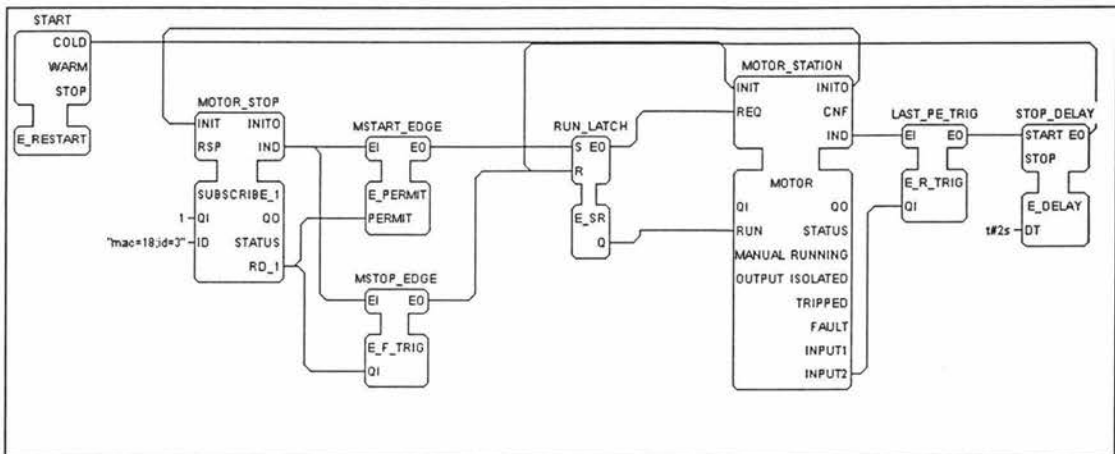 START
COLD
WARM
STOP
E_RESTART
MOTOR_STOP
INIT INITO
RSP IND
SUBSCRIBE_1
1 QI QO
"mac=18;id=3" ID STATUS
RD_1
MSTART_EDGE
EI EO
E_PERMIT
PERMIT
MSTOP_EDGE
EI EO
E_F_TRIG
QI
RUN_LATCH
S EO
R
E_SR
Q
MOTOR_STATION
INIT INITO
REQ CNF
IND
MOTOR
QI QO
RUN STATUS
MANUAL RUNNING
OUTPUT ISOLATED
TRIPPED
FAULT
INPUT1
INPUT2
LAST_PE_TRIG
EI EO
E_R_TRIG
QI
STOP_DELAY
START EO
STOP
E_DELAY
t#2s DT